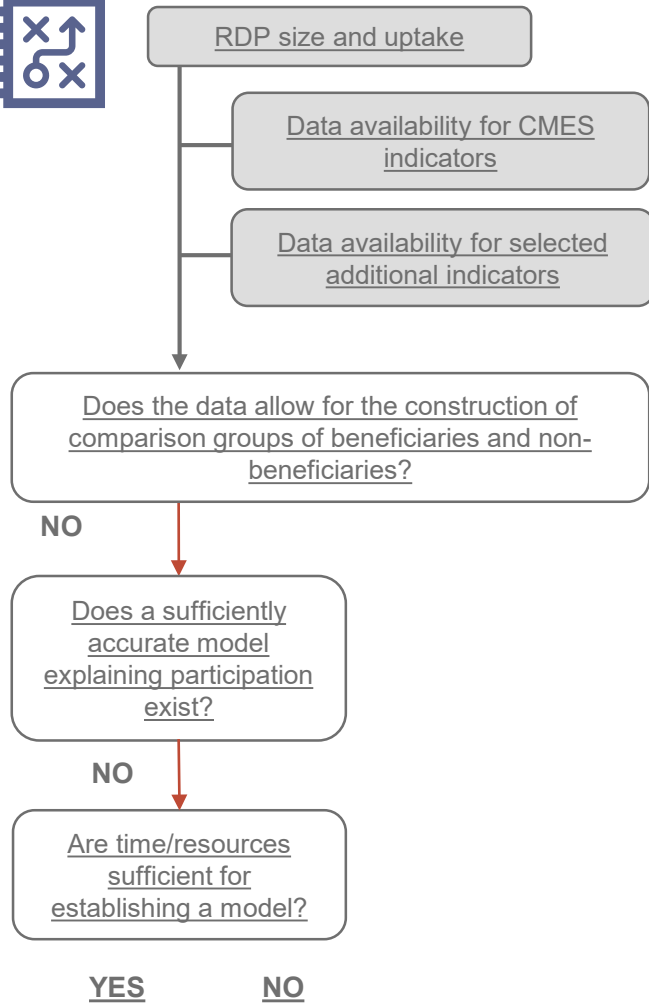 RDP size and uptake
Data availability for CMES
indicators
Data availability for selected
additional indicators
Does the data allow for the construction of
comparison groups of beneficiaries and non-
beneficiaries?
NO
Does a sufficiently
accurate model
explaining participation
exist?
NO
Are time/resources
sufficient for
establishing a model?
YES NO